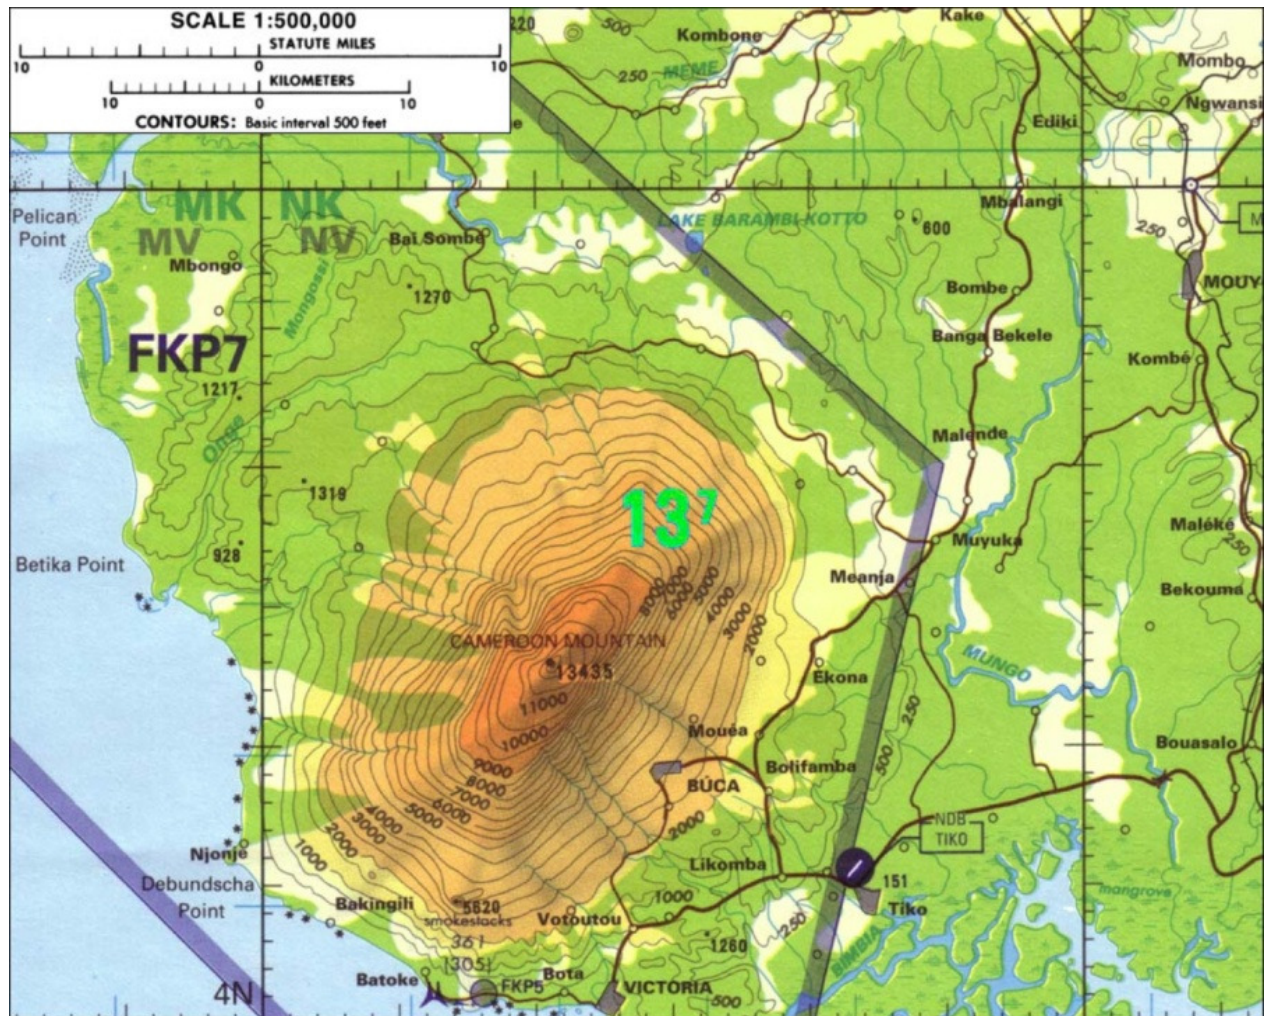 SCALE 1:500,000
STATUTE MILES
10 0 10
KILOMETERS
10 0 10
CONTOURS: Basic interval 500 feet
220
500
Kombone
Kake
250
MEME
Mombo
Ngwansi
Ediki
Pelican
Point
MK NK
MV NV
Mbongo
Mongossi
Bai Sombe
LAKE BARAMBI-KOTTO
600
Mbalangi
250
M
1270
Bombe
MOUY
FKP7
Banga Bekele
Kombé
1217
Onge
Malende
1319
13⁷
Maléké
250
928
Betika Point
Muyuka
Meanja
Bekouma
8000
7000
6000
5000
4000
3000
2000
CAMEROON MOUNTAIN
13435
MUNGO
Ekona
11000
10000
250
Mouéa
Bouasalo
9000
8000
7000
6000
5000
4000
3000
2000
1000
Bolifamba
500
BÚCA
2000
NDB
TIKO
Njonje
Likomba
Debundscha
Point
151
Tiko
mangrove
Bakingili
5820
smokestacks
361
(305)
Votoutou
1000
1260
250
BIMBIA
Batoke
FKP5
Bota
VICTORIA
500
4N